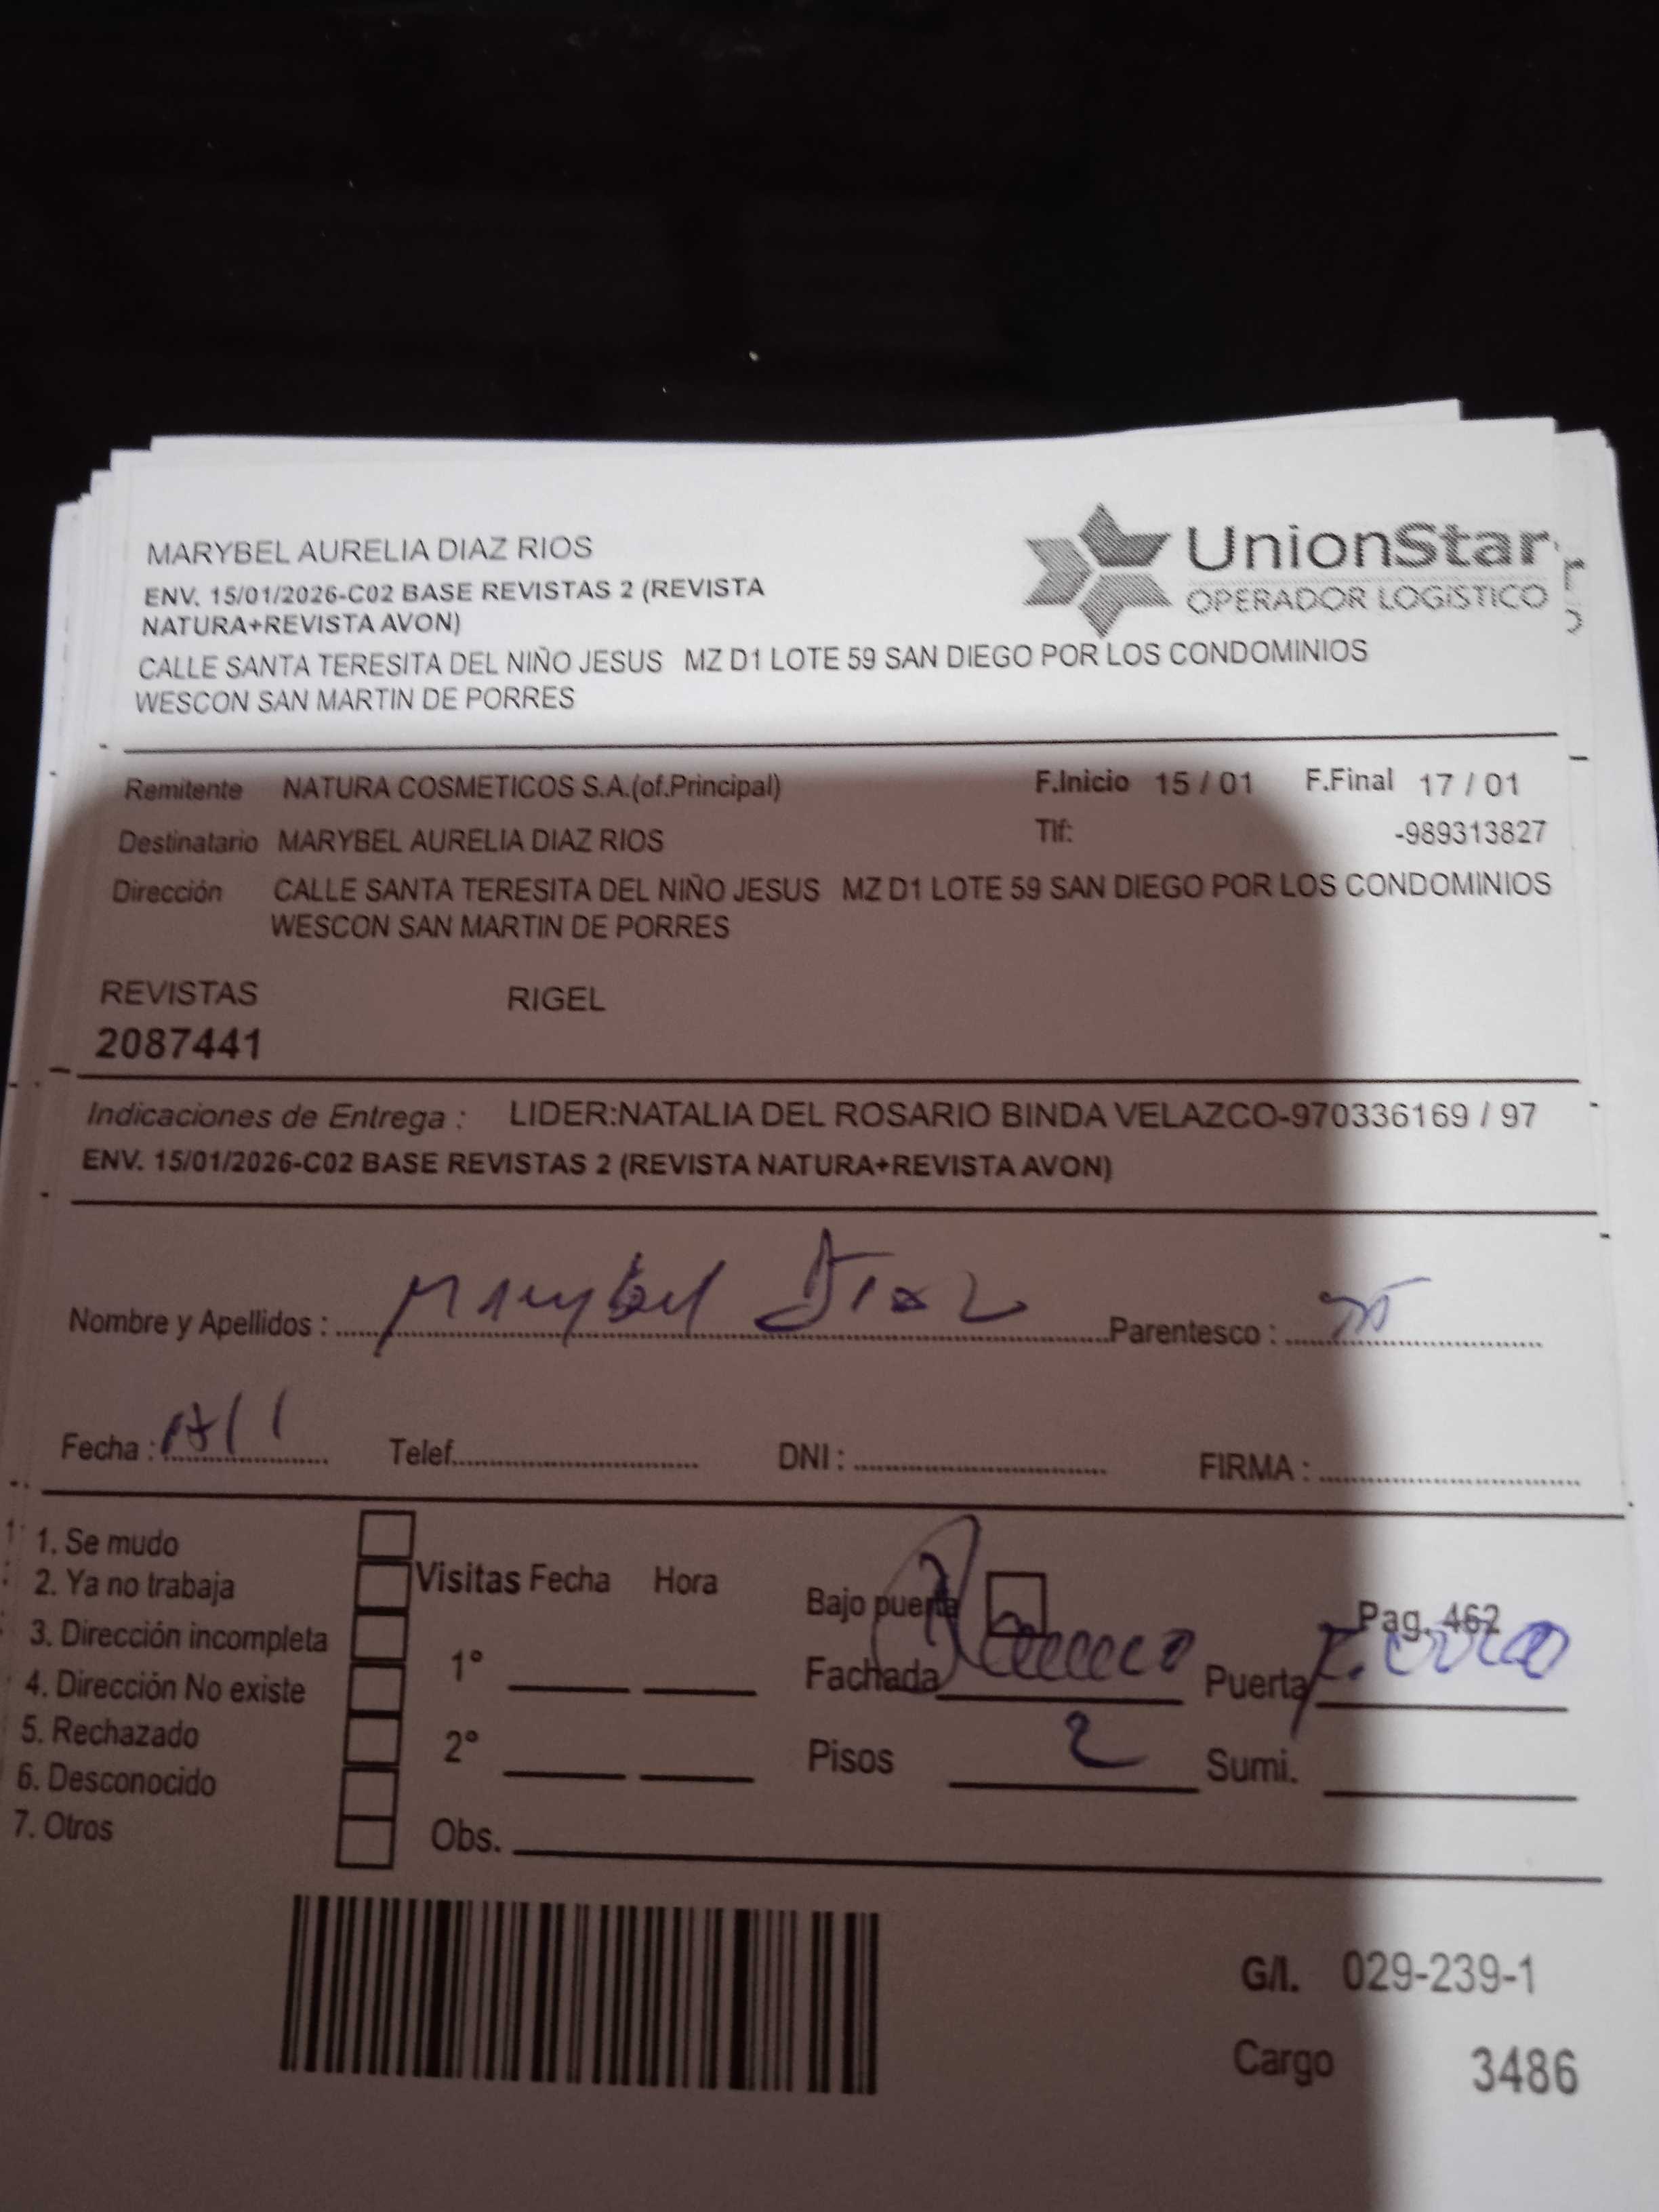 MARYBEL AURELIA DIAZ RIOS
ENV. 15/01/2026-C02 BASE REVISTAS 2 (REVISTA
NATURA+REVISTA AVON)
CALLE SANTA TERESITA DEL NIÑO JESUS MZ D1 LOTE 59 SAN DIEGO POR LOS CONDOMINIOS
WESCON SAN MARTIN DE PORRES
UnionStar
OPERADOR LOGISTICO
Remitente NATURA COSMETICOS S.A.(of.Principal) F.Inicio 15 / 01 F.Final 17 / 01
Destinatario MARYBEL AURELIA DIAZ RIOS Tlf: -989313827
Dirección CALLE SANTA TERESITA DEL NIÑO JESUS MZ D1 LOTE 59 SAN DIEGO POR LOS CONDOMINIOS
WESCON SAN MARTIN DE PORRES
REVISTAS RIGEL
2087441
Indicaciones de Entrega : LIDER:NATALIA DEL ROSARIO BINDA VELAZCO-970336169 / 97
ENV. 15/01/2026-C02 BASE REVISTAS 2 (REVISTA NATURA+REVISTA AVON)
Nombre y Apellidos : Marybel Diaz Parentesco :
Fecha : Telef. DNI : FIRMA :
1. Se mudo
2. Ya no trabaja
3. Dirección incompleta
4. Dirección No existe
5. Rechazado
6. Desconocido
7. Otros
Visitas Fecha Hora
1°
2°
Obs.
Bajo puerta Pag. 462
Fachada Puerta
Pisos 2 Sumi.
G/I. 029-239-1
Cargo 3486